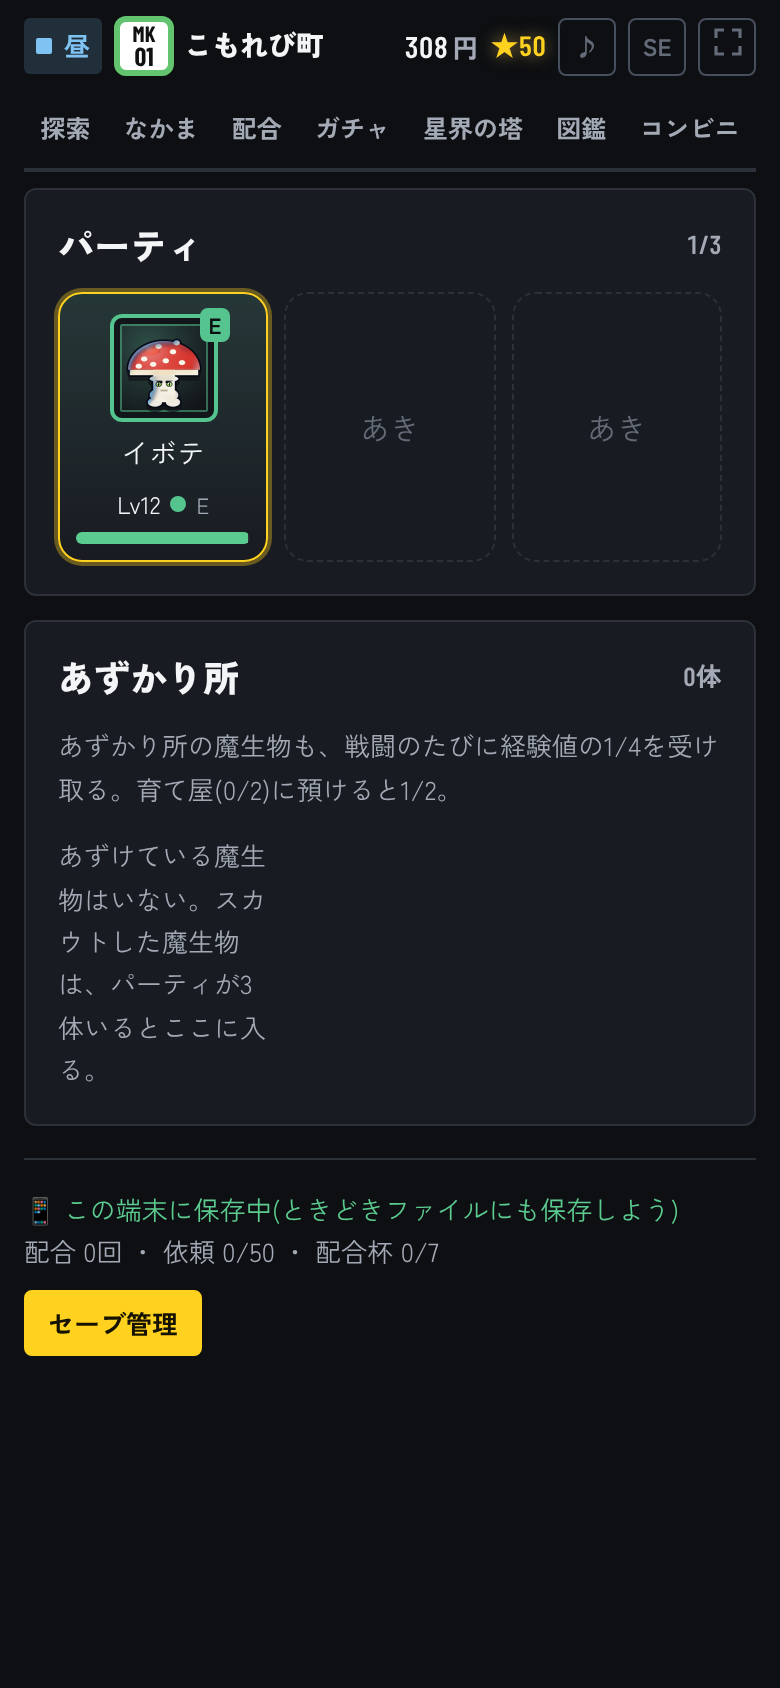 昼 MK 01 こもれび町 308 円 ★50 ♪ SE
探索 なかま 配合 ガチャ 星界の塔 図鑑 コンビニ
パーティ 1/3
E
イボテ
Lv12 E
あき
あき
あずかり所 0体
あずかり所の魔生物も、戦闘のたびに経験値の1/4を受け
取る。育て屋(0/2)に預けると1/2。
あずけている魔生
物はいない。スカ
ウトした魔生物
は、パーティが3
体いるとここに入
る。
この端末に保存中(ときどきファイルにも保存しよう)
配合 0回 ・ 依頼 0/50 ・ 配合杯 0/7
セーブ管理